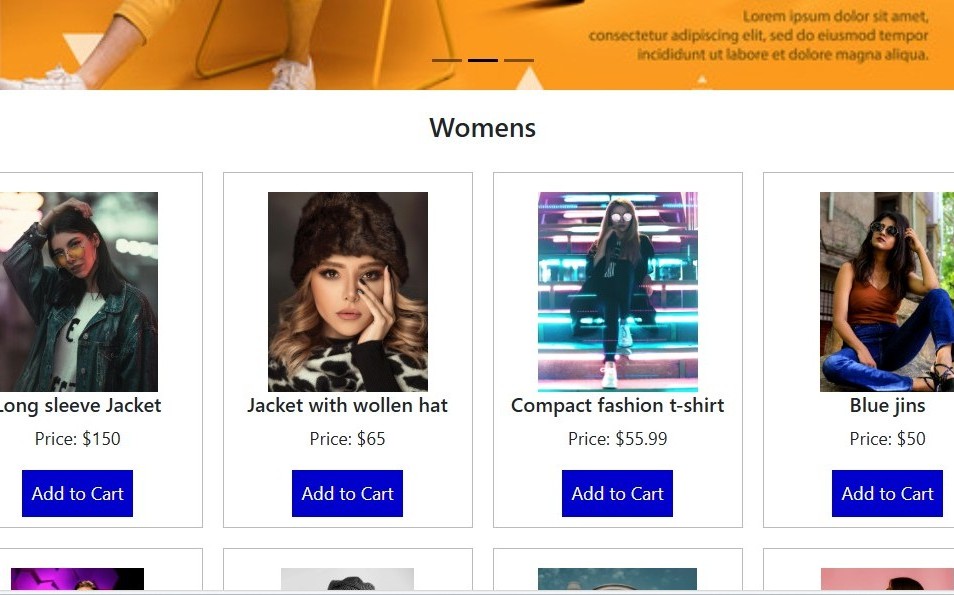 Lorem ipsum dolor sit amet,
consectetur adipiscing elit, sed do eiusmod tempor
incididunt ut labore et dolore magna aliqua.
Womens
Long sleeve Jacket
Price: $150
Add to Cart
Jacket with wollen hat
Price: $65
Add to Cart
Compact fashion t-shirt
Price: $55.99
Add to Cart
Blue jins
Price: $50
Add to Cart